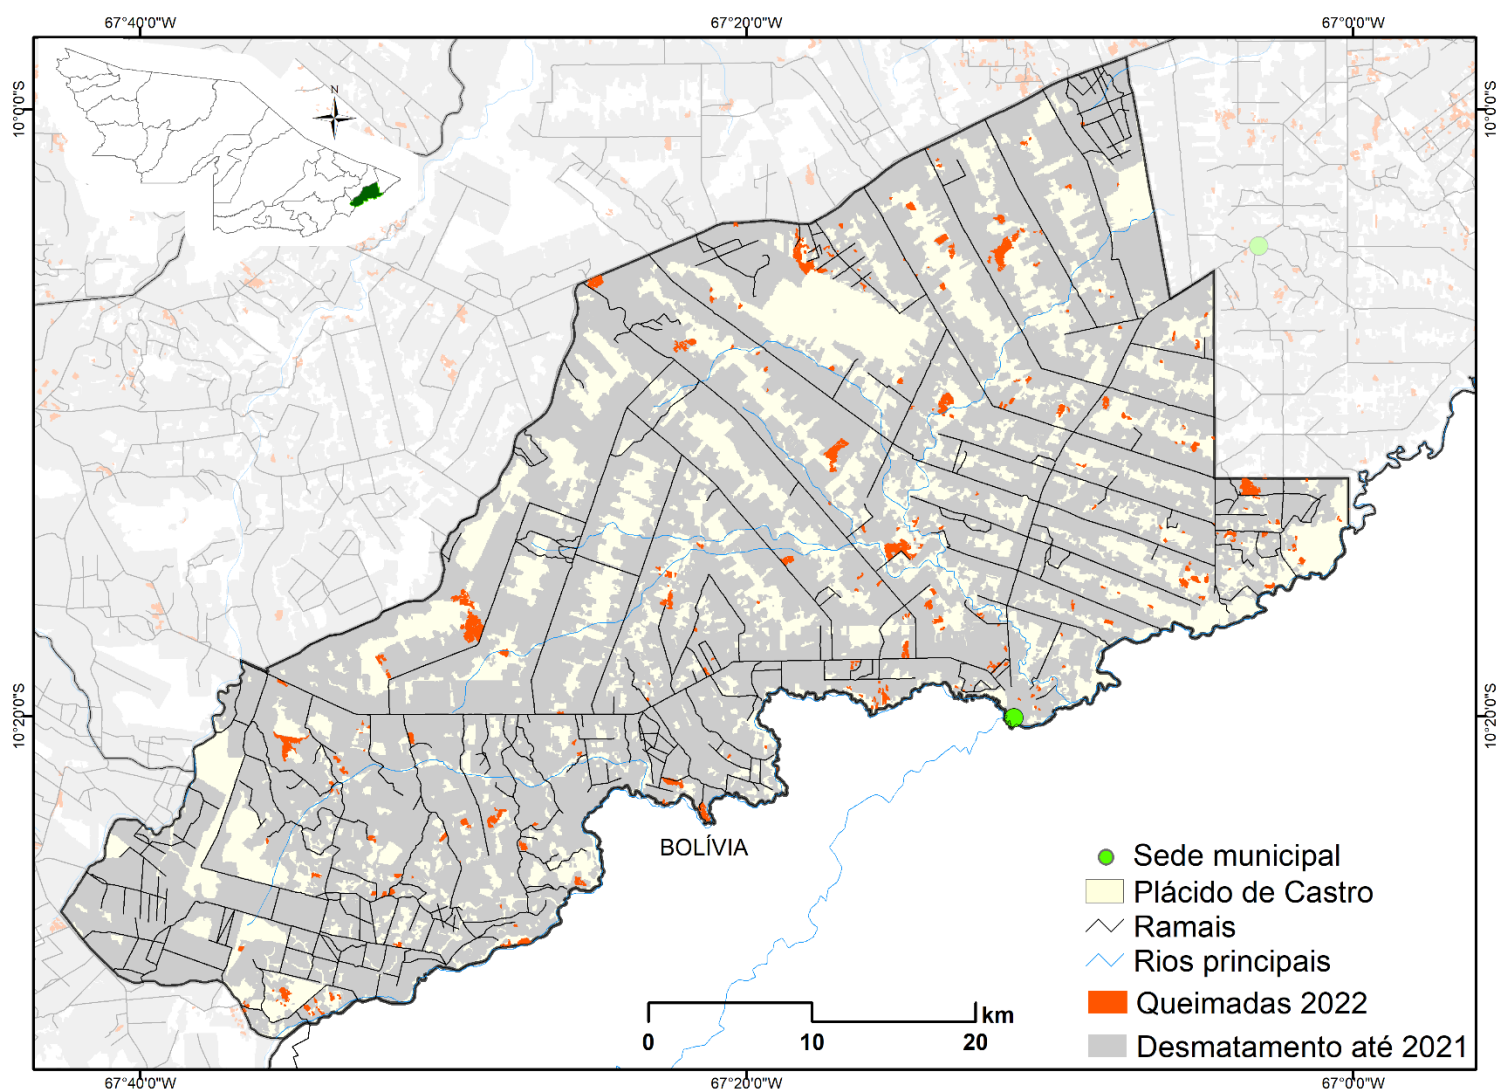 67°40'0"W 67°20'0"W 67°0'0"W
10°0'0"S 10°0'0"S
N
10°20'0"S 10°20'0"S
BOLÍVIA
Sede municipal
Plácido de Castro
Ramais
Rios principais
Queimadas 2022
Desmatamento até 2021
km
0 10 20
67°40'0"W 67°20'0"W 67°0'0"W